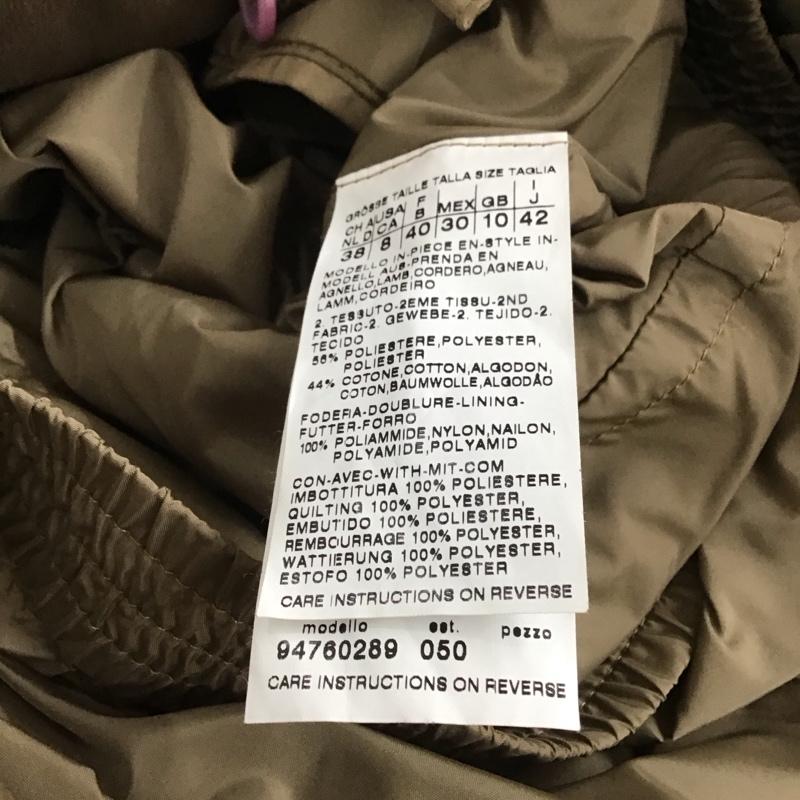 GRÖSSE TAILLE TALLA SIZE TAGLIA
CH A USA F MEX GB I
NL D CA B J
38 8 40 30 10 42
MODELLO IN-PIECE EN-STYLE IN-
MODELL AUS-PRENDA EN
AGNELLO,LAMB,CORDERO,AGNEAU,
LAMM,CORDEIRO
2. TESSUTO-2EME TISSU-2ND
FABRIC-2. GEWEBE-2. TEJIDO-2.
TECIDO
56% POLIESTERE,POLYESTER,
POLIESTER
44% COTONE,COTTON,ALGODON,
COTON,BAUMWOLLE,ALGODÃO
FODERA-DOUBLURE-LINING-
FUTTER-FORRO
100% POLIAMMIDE,NYLON,NAILON,
POLYAMIDE,POLYAMID
CON-AVEC-WITH-MIT-COM
IMBOTTITURA 100% POLIESTERE,
QUILTING 100% POLYESTER,
EMBUTIDO 100% POLIESTERE,
REMBOURRAGE 100% POLYESTER,
WATTIERUNG 100% POLYESTER,
ESTOFO 100% POLYESTER
CARE INSTRUCTIONS ON REVERSE
modello est. pezzo
94760289 050
CARE INSTRUCTIONS ON REVERSE